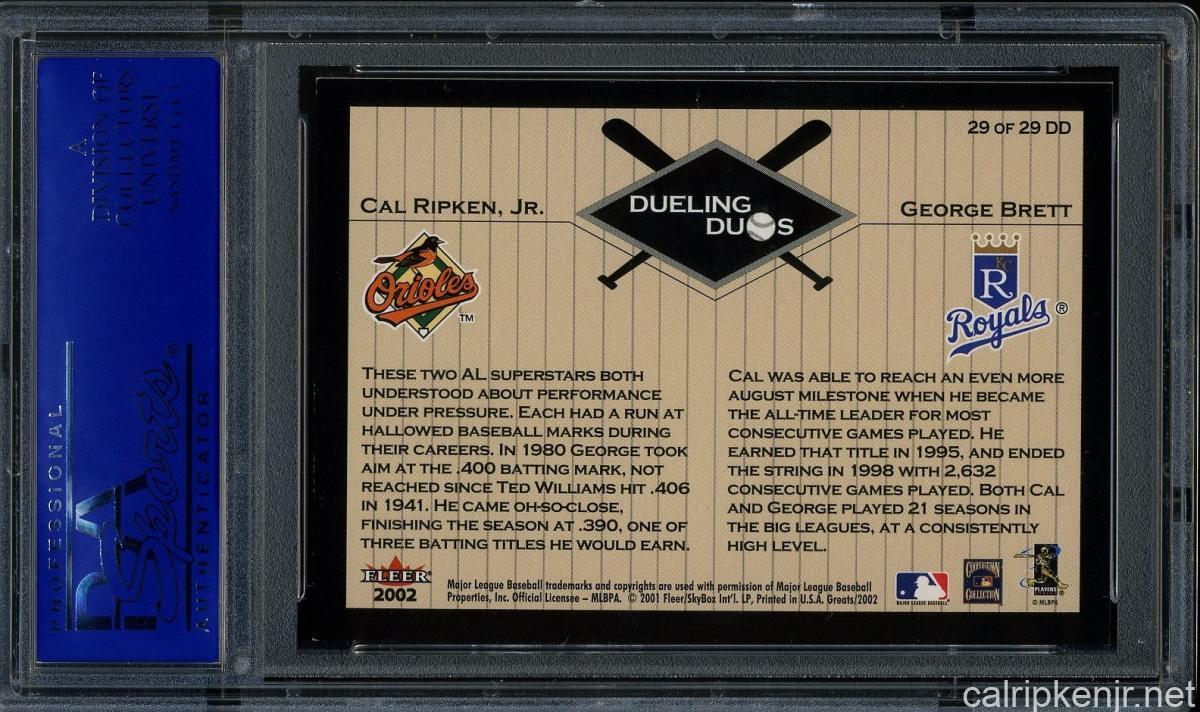 A
DIVISION OF
COLLECTORS
UNIVERSE
NASDAQ CLCT
PROFESSIONAL
PSA
Sports®
AUTHENTICATOR
29 OF 29 DD
CAL RIPKEN, JR.
DUELING
DUOS
GEORGE BRETT
Orioles
TM
KC
R
Royals ®
THESE TWO AL SUPERSTARS BOTH
UNDERSTOOD ABOUT PERFORMANCE
UNDER PRESSURE. EACH HAD A RUN AT
HALLOWED BASEBALL MARKS DURING
THEIR CAREERS. IN 1980 GEORGE TOOK
AIM AT THE .400 BATTING MARK, NOT
REACHED SINCE TED WILLIAMS HIT .406
IN 1941. HE CAME OH-SO-CLOSE,
FINISHING THE SEASON AT .390, ONE OF
THREE BATTING TITLES HE WOULD EARN.
CAL WAS ABLE TO REACH AN EVEN MORE
AUGUST MILESTONE WHEN HE BECAME
THE ALL-TIME LEADER FOR MOST
CONSECUTIVE GAMES PLAYED. HE
EARNED THAT TITLE IN 1995, AND ENDED
THE STRING IN 1998 WITH 2,632
CONSECUTIVE GAMES PLAYED. BOTH CAL
AND GEORGE PLAYED 21 SEASONS IN
THE BIG LEAGUES, AT A CONSISTENTLY
HIGH LEVEL.
FLEER
2002
Major League Baseball trademarks and copyrights are used with permission of Major League Baseball
Properties, Inc. Official Licensee – MLBPA. © 2001 Fleer/SkyBox Int'l. LP, Printed in U.S.A. Greats/2002
MAJOR LEAGUE BASEBALL
COOPERSTOWN
COLLECTION
PLAYERS
© MLBPA
calripkenjr.net